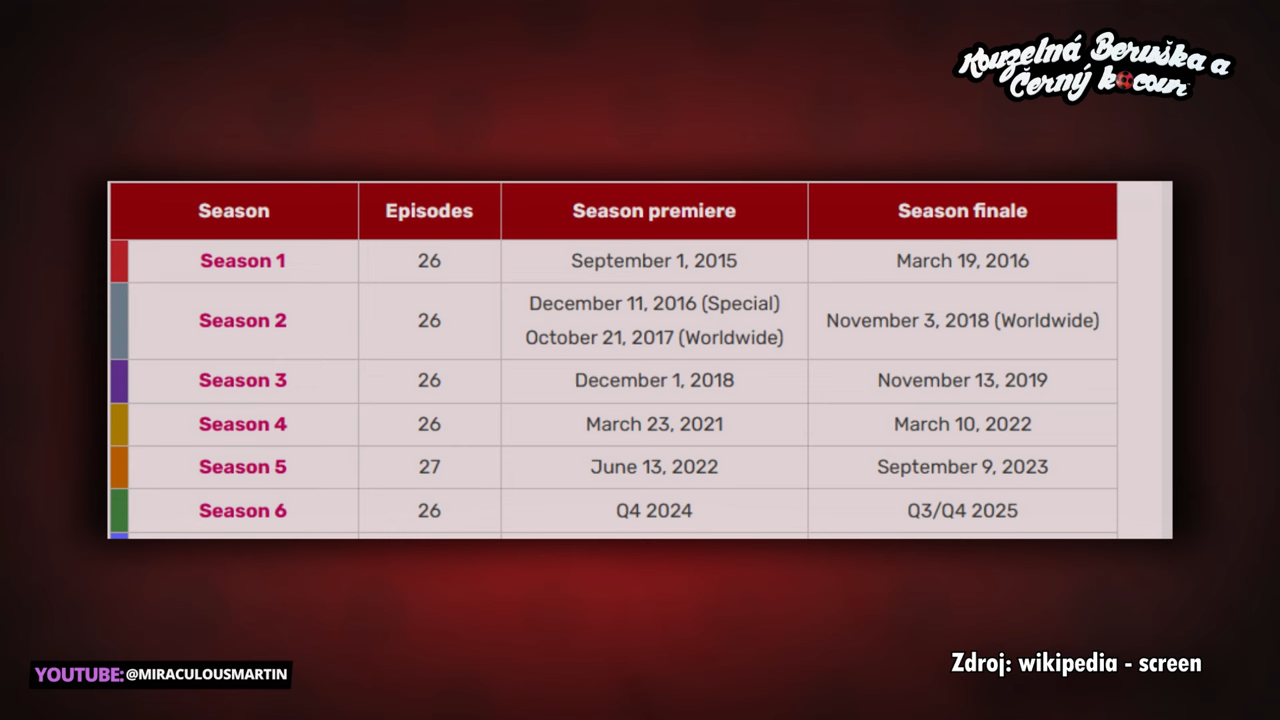 Kouzelná Beruška a
Černý kocour
Season Episodes Season premiere Season finale
Season 1 26 September 1, 2015 March 19, 2016
Season 2 26 December 11, 2016 (Special) November 3, 2018 (Worldwide)
October 21, 2017 (Worldwide)
Season 3 26 December 1, 2018 November 13, 2019
Season 4 26 March 23, 2021 March 10, 2022
Season 5 27 June 13, 2022 September 9, 2023
Season 6 26 Q4 2024 Q3/Q4 2025
YOUTUBE: @MIRACULOUSMARTIN
Zdroj: wikipedia - screen